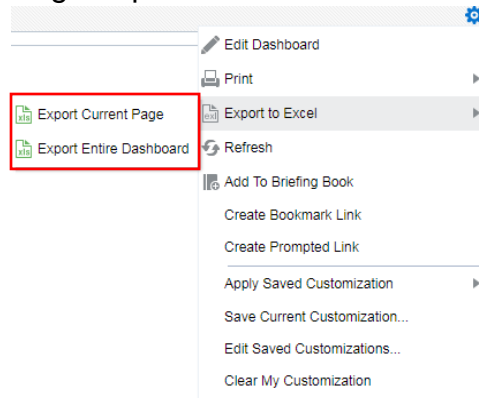 Edit Dashboard
Print
Export to Excel
Export Current Page
Export Entire Dashboard
Refresh
Add To Briefing Book
Create Bookmark Link
Create Prompted Link
Apply Saved Customization
Save Current Customization...
Edit Saved Customizations...
Clear My Customization